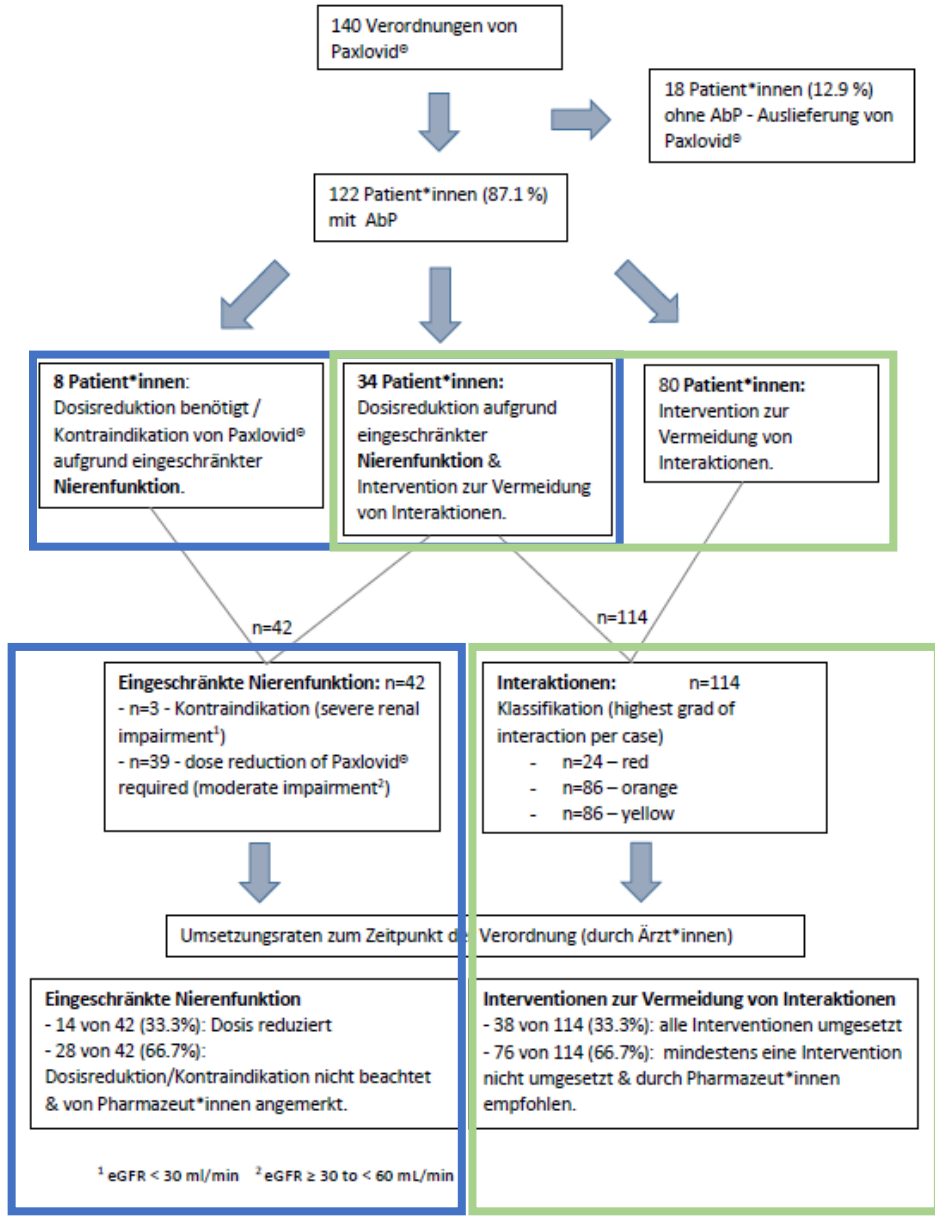 140 Verordnungen von
Paxlovid®
18 Patient*innen (12.9 %)
ohne AbP - Auslieferung von
Paxlovid®
122 Patient*innen (87.1 %)
mit AbP
8 Patient*innen:
Dosisreduktion benötigt /
Kontraindikation von Paxlovid®
aufgrund eingeschränkter
Nierenfunktion.
34 Patient*innen:
Dosisreduktion aufgrund
eingeschränkter
Nierenfunktion &
Intervention zur Vermeidung
von Interaktionen.
80 Patient*innen:
Intervention zur
Vermeidung von
Interaktionen.
n=42
n=114
Eingeschränkte Nierenfunktion: n=42
- n=3 - Kontraindikation (severe renal
impairment¹)
- n=39 - dose reduction of Paxlovid®
required (moderate impairment²)
Interaktionen: n=114
Klassifikation (highest grad of
interaction per case)
- n=24 – red
- n=86 – orange
- n=86 – yellow
Umsetzungsraten zum Zeitpunkt der Verordnung (durch Ärzt*innen)
Eingeschränkte Nierenfunktion
- 14 von 42 (33.3%): Dosis reduziert
- 28 von 42 (66.7%):
Dosisreduktion/Kontraindikation nicht beachtet
& von Pharmazeut*innen angemerkt.
Interventionen zur Vermeidung von Interaktionen
- 38 von 114 (33.3%): alle Interventionen umgesetzt
- 76 von 114 (66.7%): mindestens eine Intervention
nicht umgesetzt & durch Pharmazeut*innen
empfohlen.
¹ eGFR < 30 ml/min ² eGFR ≥ 30 to < 60 mL/min